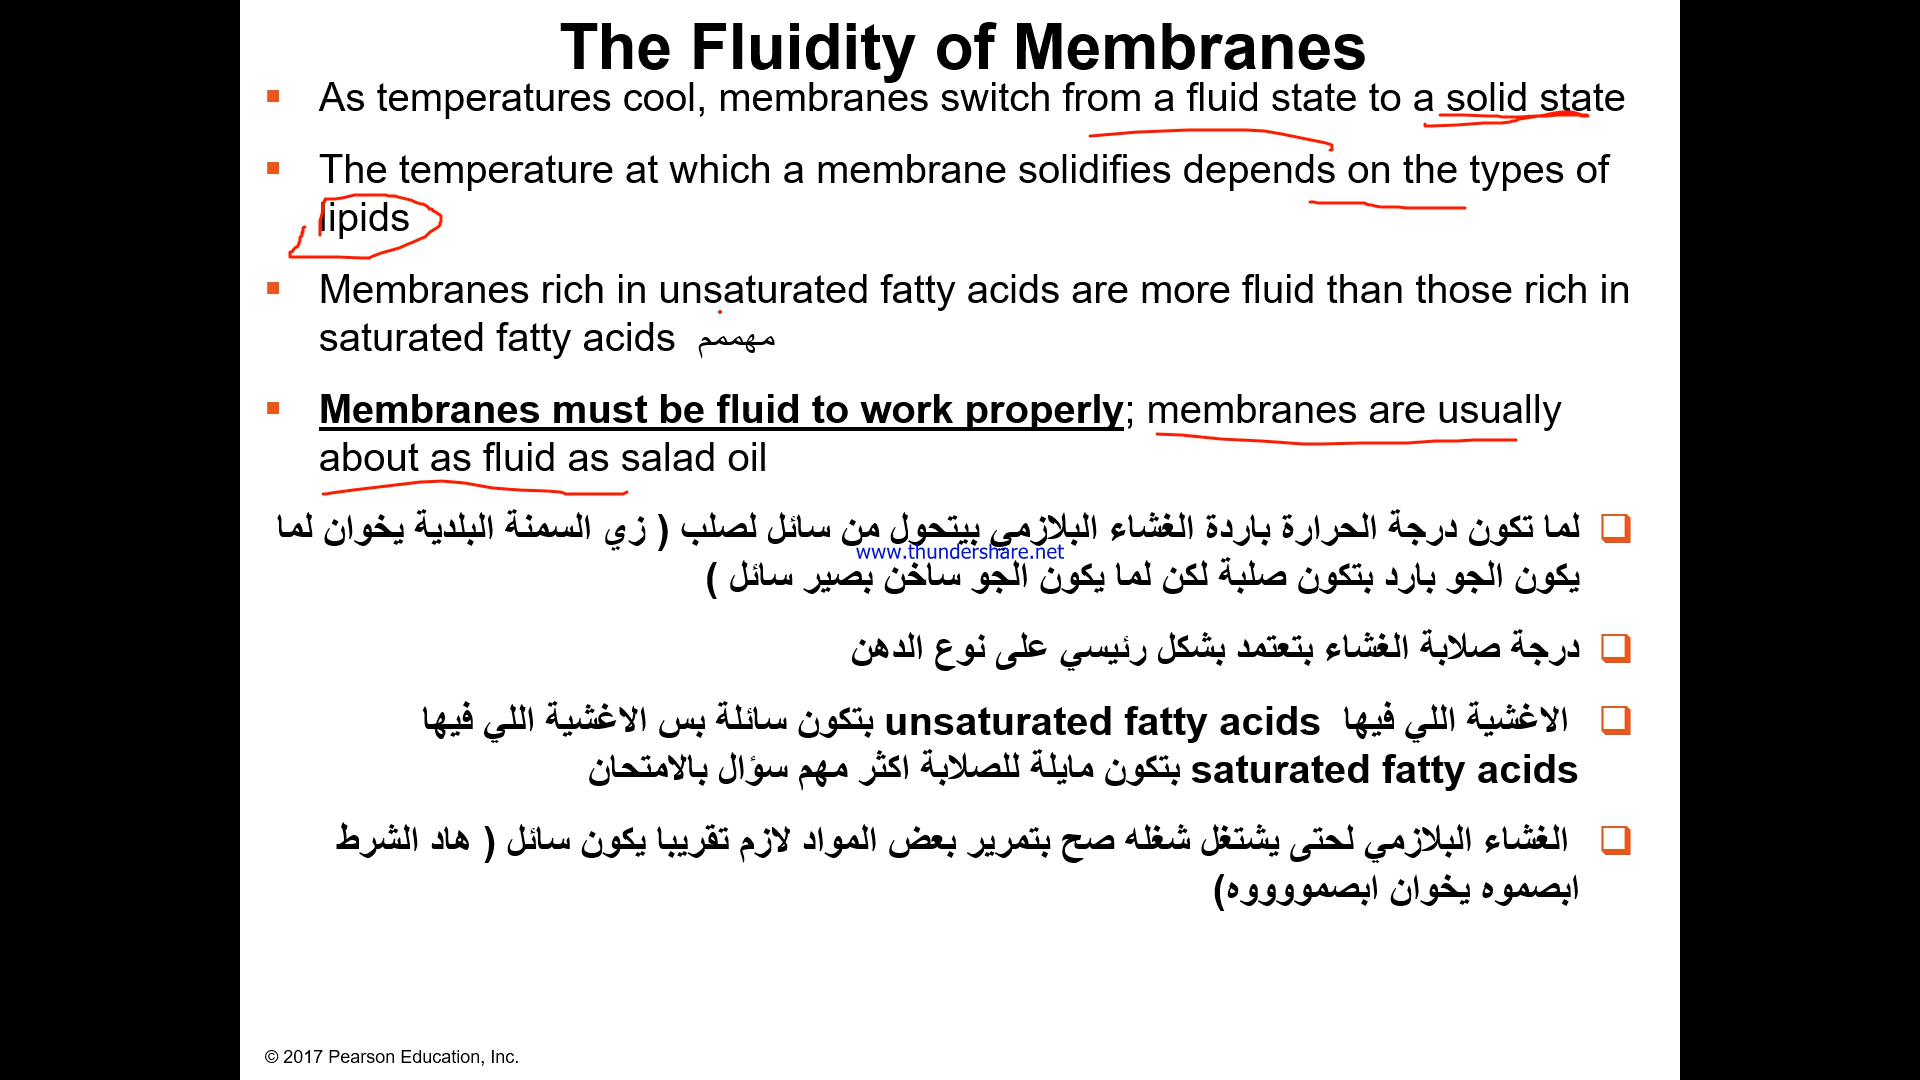 The Fluidity of Membranes
As temperatures cool, membranes switch from a fluid state to a solid state
The temperature at which a membrane solidifies depends on the types of
lipids
Membranes rich in unsaturated fatty acids are more fluid than those rich in
saturated fatty acids مهممم
Membranes must be fluid to work properly; membranes are usually
about as fluid as salad oil
لما تكون درجة الحرارة باردة الغشاء البلازمي بيتحول من سائل لصلب ( زي السمنة البلدية يخوان لما
www.thundershare.net
يكون الجو بارد بتكون صلبة لكن لما يكون الجو ساخن بصير سائل )
درجة صلابة الغشاء بتعتمد بشكل رئيسي على نوع الدهن
الاغشية اللي فيها unsaturated fatty acids بتكون سائلة بس الاغشية اللي فيها
saturated fatty acids بتكون مايلة للصلابة اكثر مهم سؤال بالامتحان
الغشاء البلازمي لحتى يشتغل شغله صح بتمرير بعض المواد لازم تقريبا يكون سائل ( هاد الشرط
ابصموه يخوان ابصمووووه)
© 2017 Pearson Education, Inc.